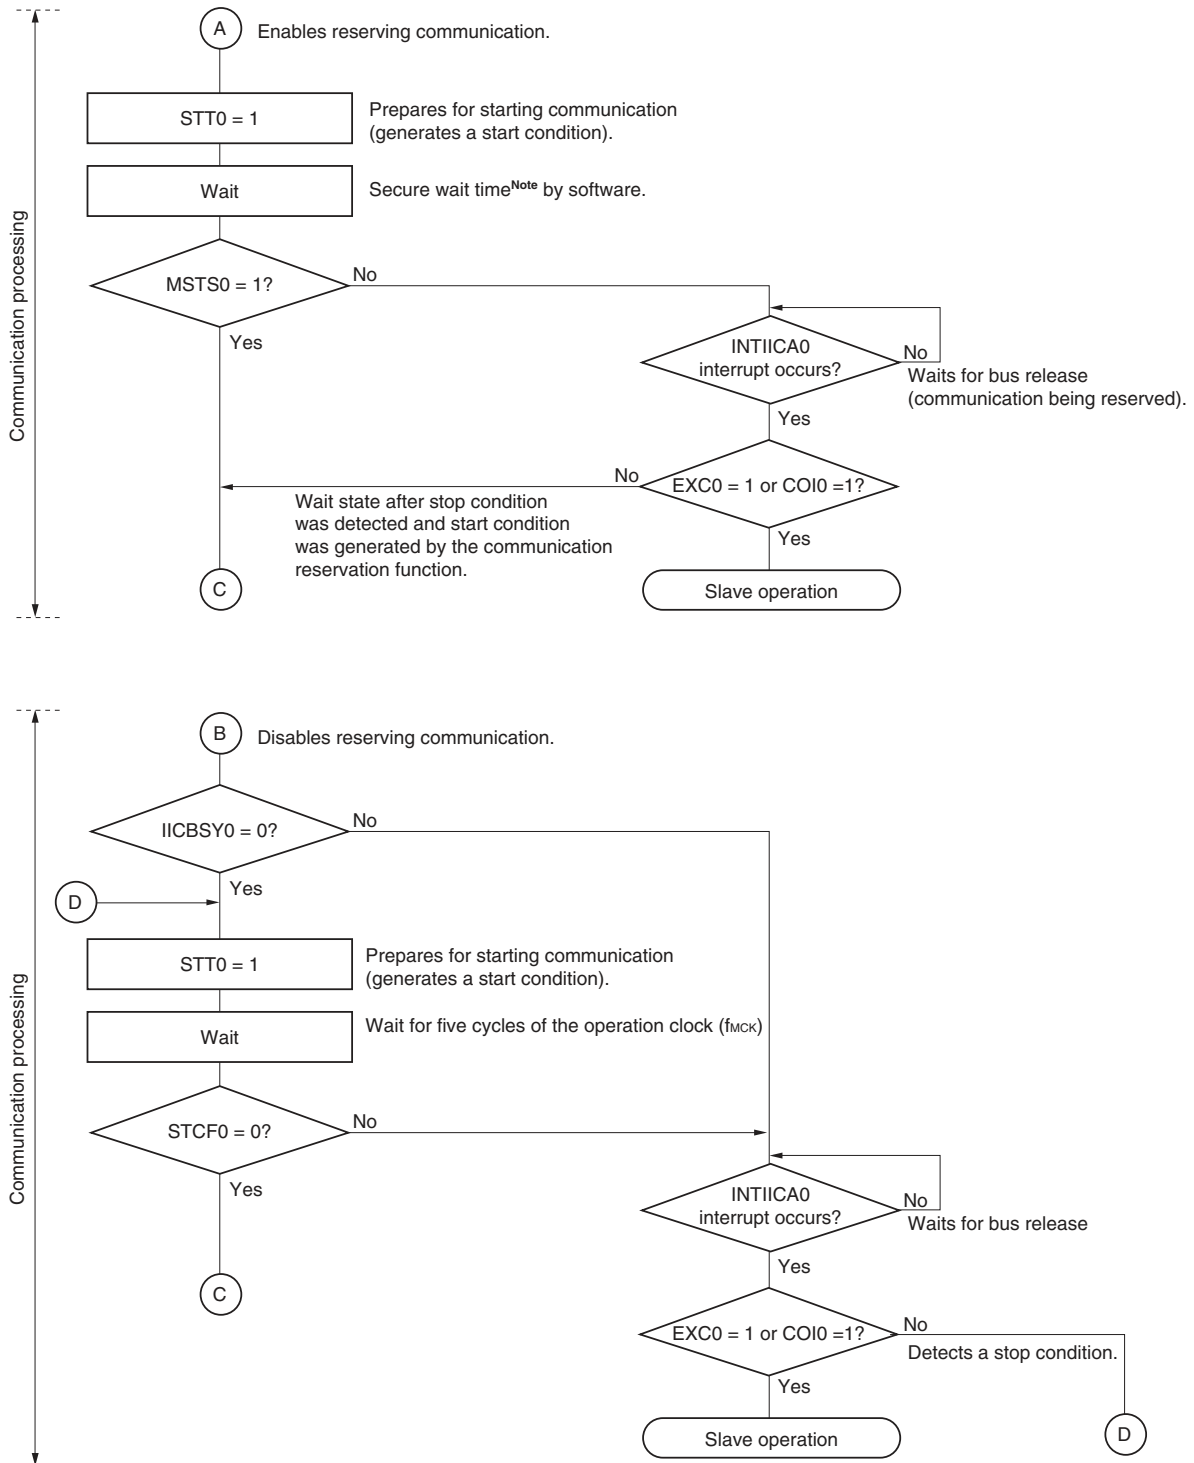 A
Enables reserving communication.
STT0 = 1
Prepares for starting communication
(generates a start condition).
Wait
Secure wait timeNote by software.
MSTS0 = 1?
No
Yes
INTIICA0
interrupt occurs?
No
Waits for bus release
(communication being reserved).
Yes
EXC0 = 1 or COI0 =1?
No
Wait state after stop condition
was detected and start condition
was generated by the communication
reservation function.
Yes
C
Slave operation
Communication processing
B
Disables reserving communication.
IICBSY0 = 0?
No
Yes
D
STT0 = 1
Prepares for starting communication
(generates a start condition).
Wait
Wait for five cycles of the operation clock (fMCK)
STCF0 = 0?
No
Yes
INTIICA0
interrupt occurs?
No
Waits for bus release
Yes
C
EXC0 = 1 or COI0 =1?
No
Detects a stop condition.
Yes
Slave operation
D
Communication processing